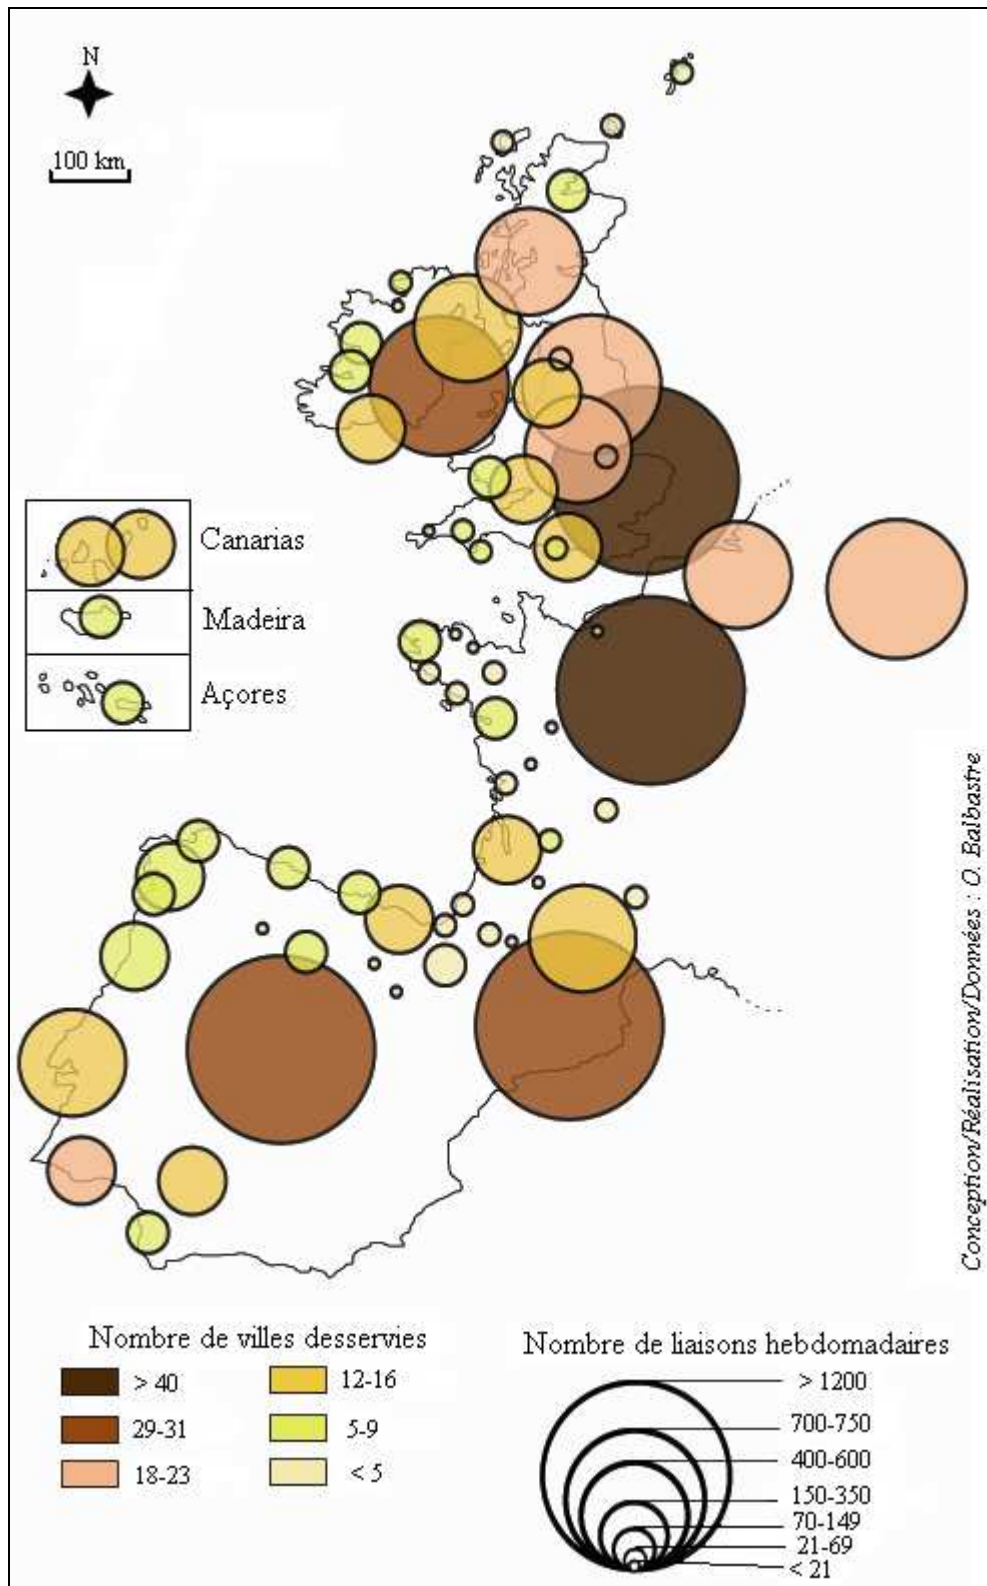 N
100 km
Canarias
Madeira
Açores
Conception/Réalisation/Données : O. Balbastre
Nombre de villes desservies
> 40
29-31
18-23
12-16
5-9
< 5
Nombre de liaisons hebdomadaires
> 1200
700-750
400-600
150-350
70-149
21-69
< 21